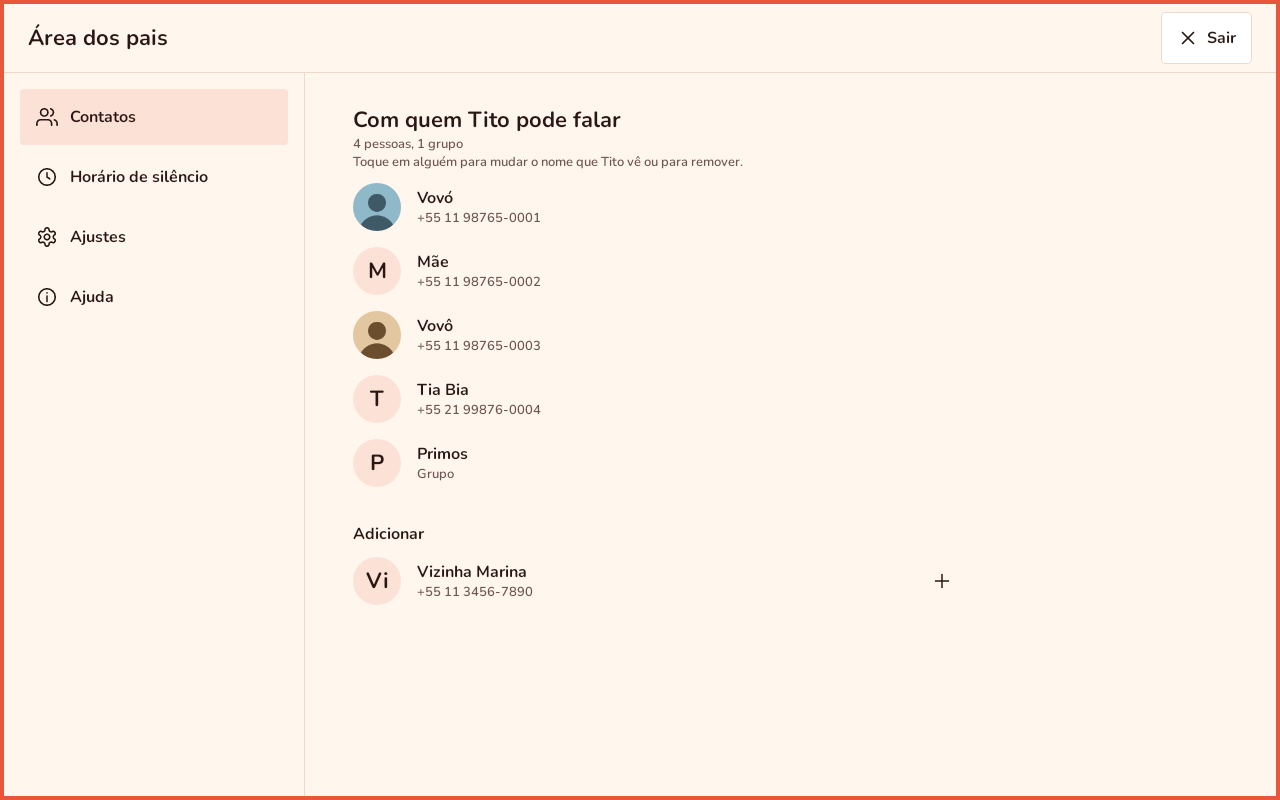 Área dos pais
Sair
Contatos
Horário de silêncio
Ajustes
Ajuda
Com quem Tito pode falar
4 pessoas, 1 grupo
Toque em alguém para mudar o nome que Tito vê ou para remover.
Vovó
+55 11 98765-0001
M
Mãe
+55 11 98765-0002
Vovô
+55 11 98765-0003
T
Tia Bia
+55 21 99876-0004
P
Primos
Grupo
Adicionar
Vi
Vizinha Marina
+55 11 3456-7890